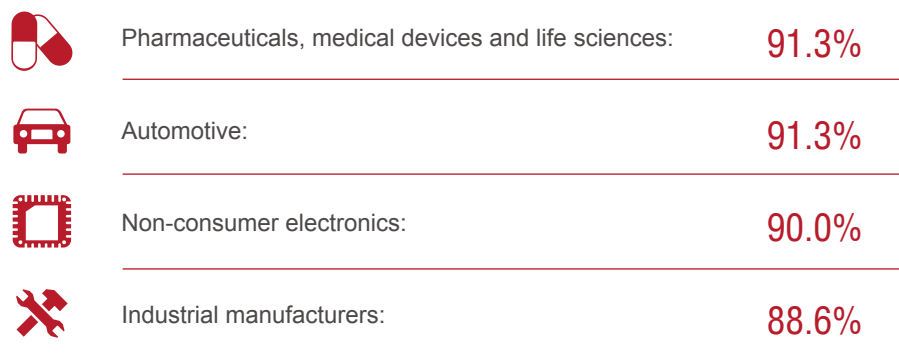 Pharmaceuticals, medical devices and life sciences: 91.3%
Automotive: 91.3%
Non-consumer electronics: 90.0%
Industrial manufacturers: 88.6%